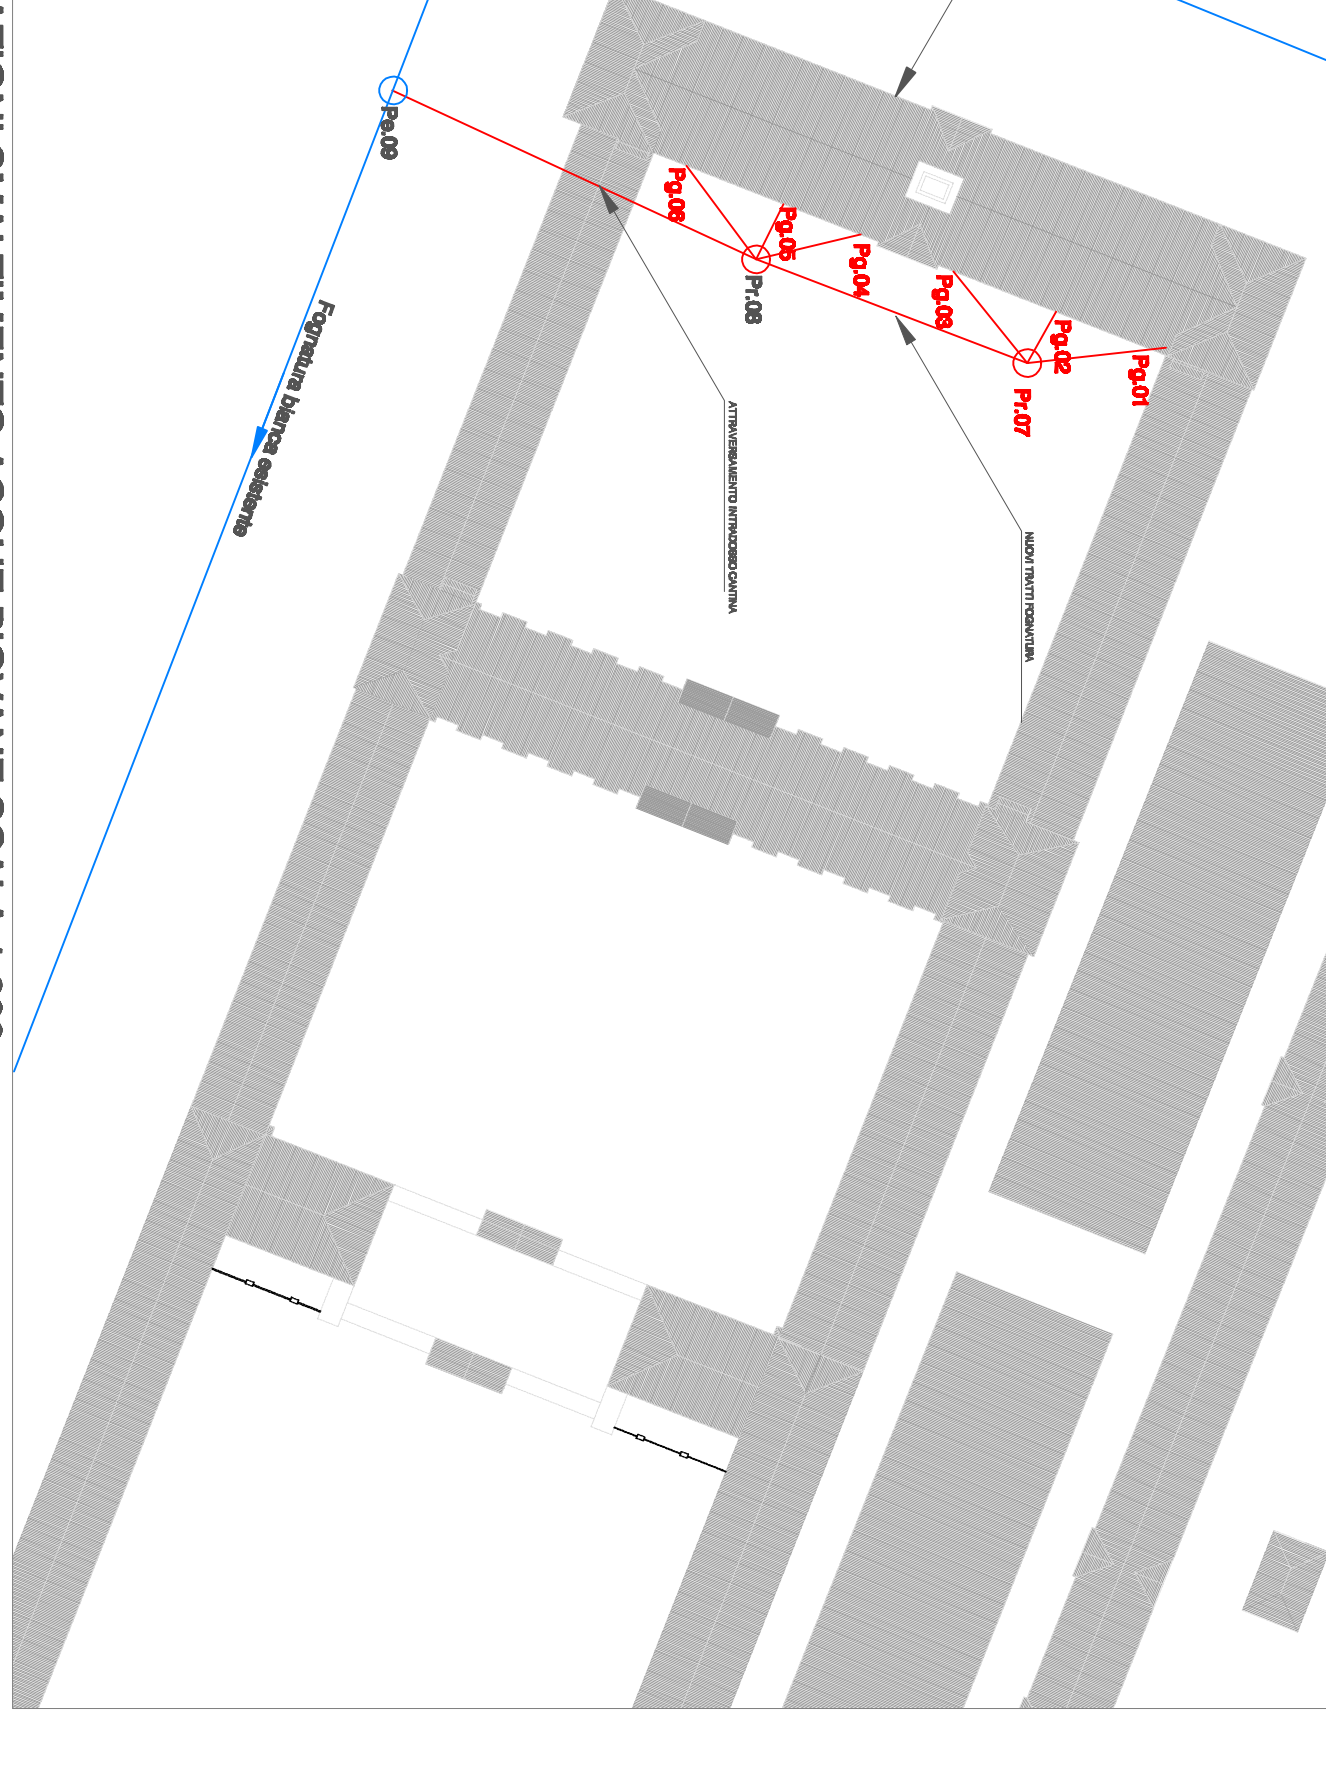 Pe.09
Pg.06
Pg.05
Pr.08
Pg.04
Pg.03
Pg.02
Pg.01
Pr.07
Fognatura bianca esistente
ATTRAVERSAMENTO INTRADOSSO CANTINA
NUOVI TRATTI FOGNATURA